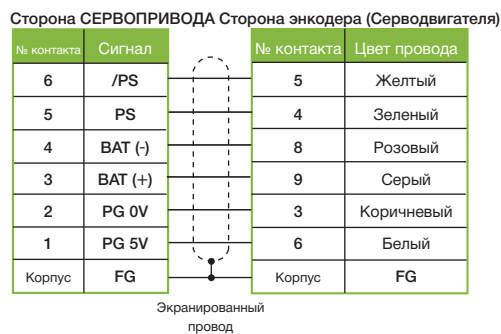 Сторона СЕРВОПРИВОДА Сторона энкодера (Серводвигателя)
№ контакта Сигнал № контакта Цвет провода
6 /PS 5 Желтый
5 PS 4 Зеленый
4 BAT (-) 8 Розовый
3 BAT (+) 9 Серый
2 PG 0V 3 Коричневый
1 PG 5V 6 Белый
Корпус FG Корпус FG
Экранированный
провод